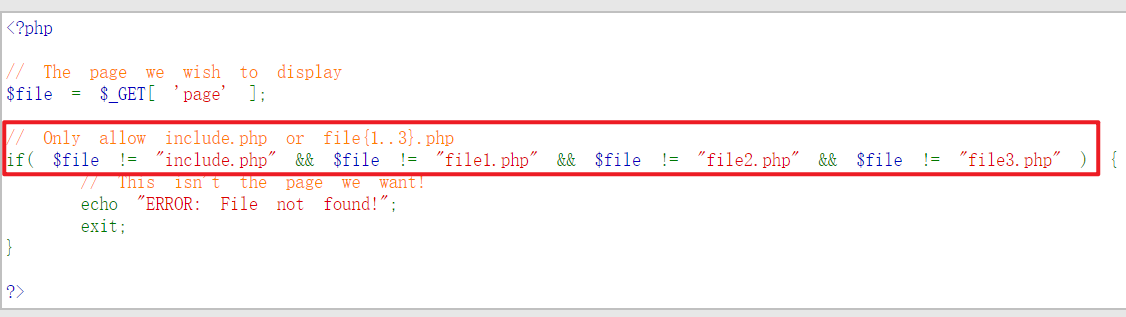 <?php
// The page we wish to display
$file = $_GET[ 'page' ];
// Only allow include.php or file{1..3}.php
if( $file != "include.php" && $file != "file1.php" && $file != "file2.php" && $file != "file3.php" ) {
// This isn't the page we want!
echo "ERROR: File not found!";
exit;
}
?>